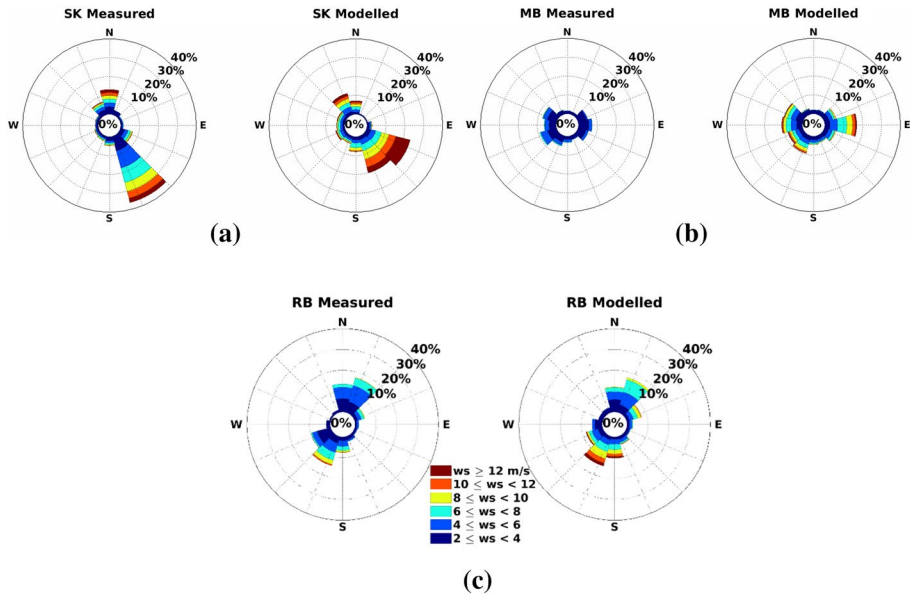 SK Measured
N
40%
30%
20%
10%
0%
W
E
S
SK Modelled
N
40%
30%
20%
10%
0%
W
E
S
(a)
MB Measured
N
40%
30%
20%
10%
0%
W
E
S
MB Modelled
N
40%
30%
20%
10%
0%
W
E
S
(b)
RB Measured
N
40%
30%
20%
10%
0%
W
E
S
RB Modelled
N
40%
30%
20%
10%
0%
W
E
S
ws ≥ 12 m/s
10 ≤ ws < 12
8 ≤ ws < 10
6 ≤ ws < 8
4 ≤ ws < 6
2 ≤ ws < 4
(c)